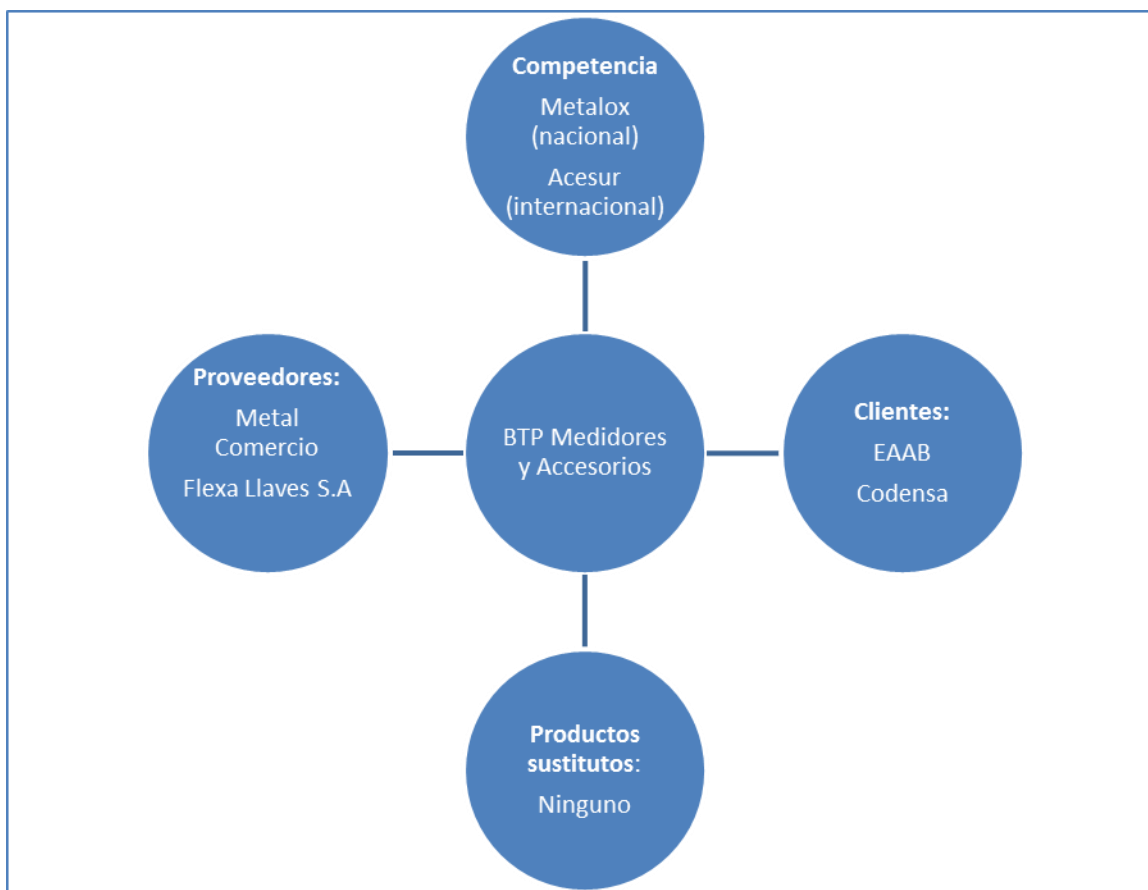 Competencia
Metalox
(nacional)
Acesur
(internacional)
Proveedores:
Metal
Comercio
Flexa Llaves S.A
BTP Medidores
y Accesorios
Clientes:
EAAB
Codensa
Productos
sustitutos:
Ninguno